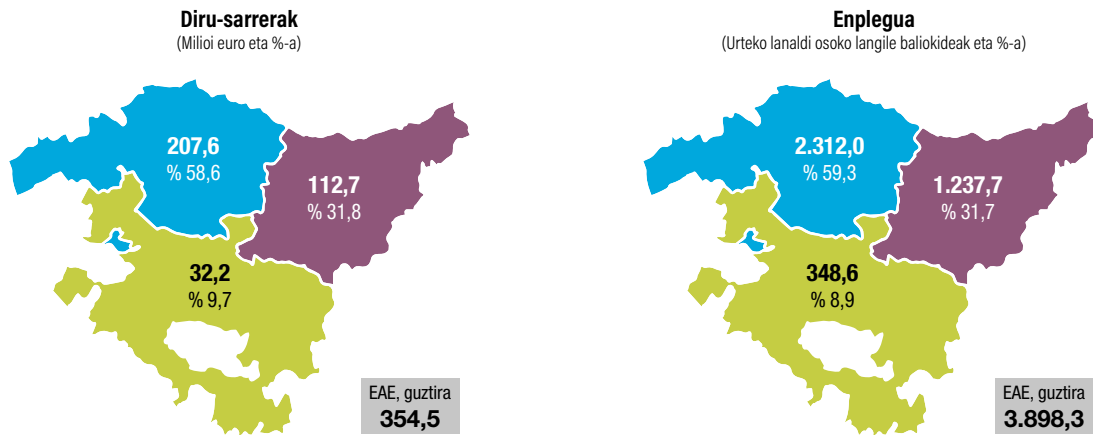 Diru-sarrerak
(Milioi euro eta %-a)
207,6
% 58,6
112,7
% 31,8
32,2
% 9,7
EAE, guztira
354,5
Enplegua
(Urteko lanaldi osoko langile baliokideak eta %-a)
2.312,0
% 59,3
1.237,7
% 31,7
348,6
% 8,9
EAE, guztira
3.898,3